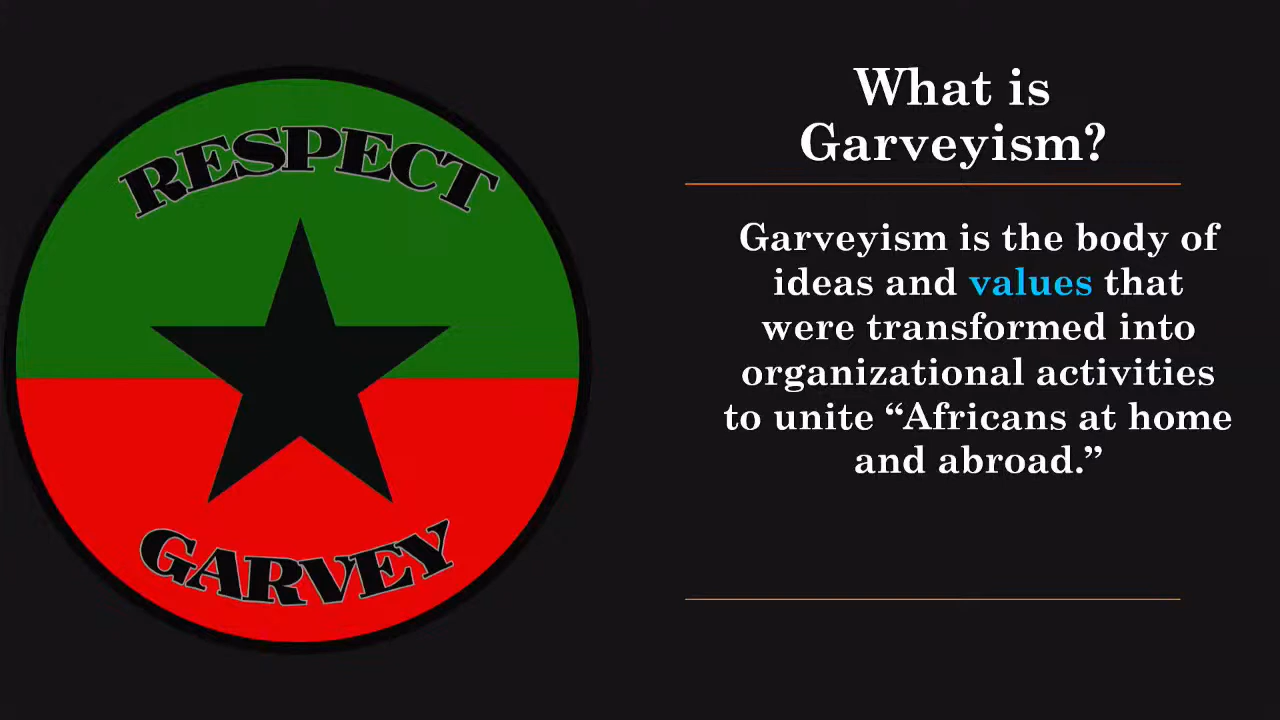 RESPECT
GARVEY
What is
Garveyism?
Garveyism is the body of
ideas and values that
were transformed into
organizational activities
to unite “Africans at home
and abroad.”